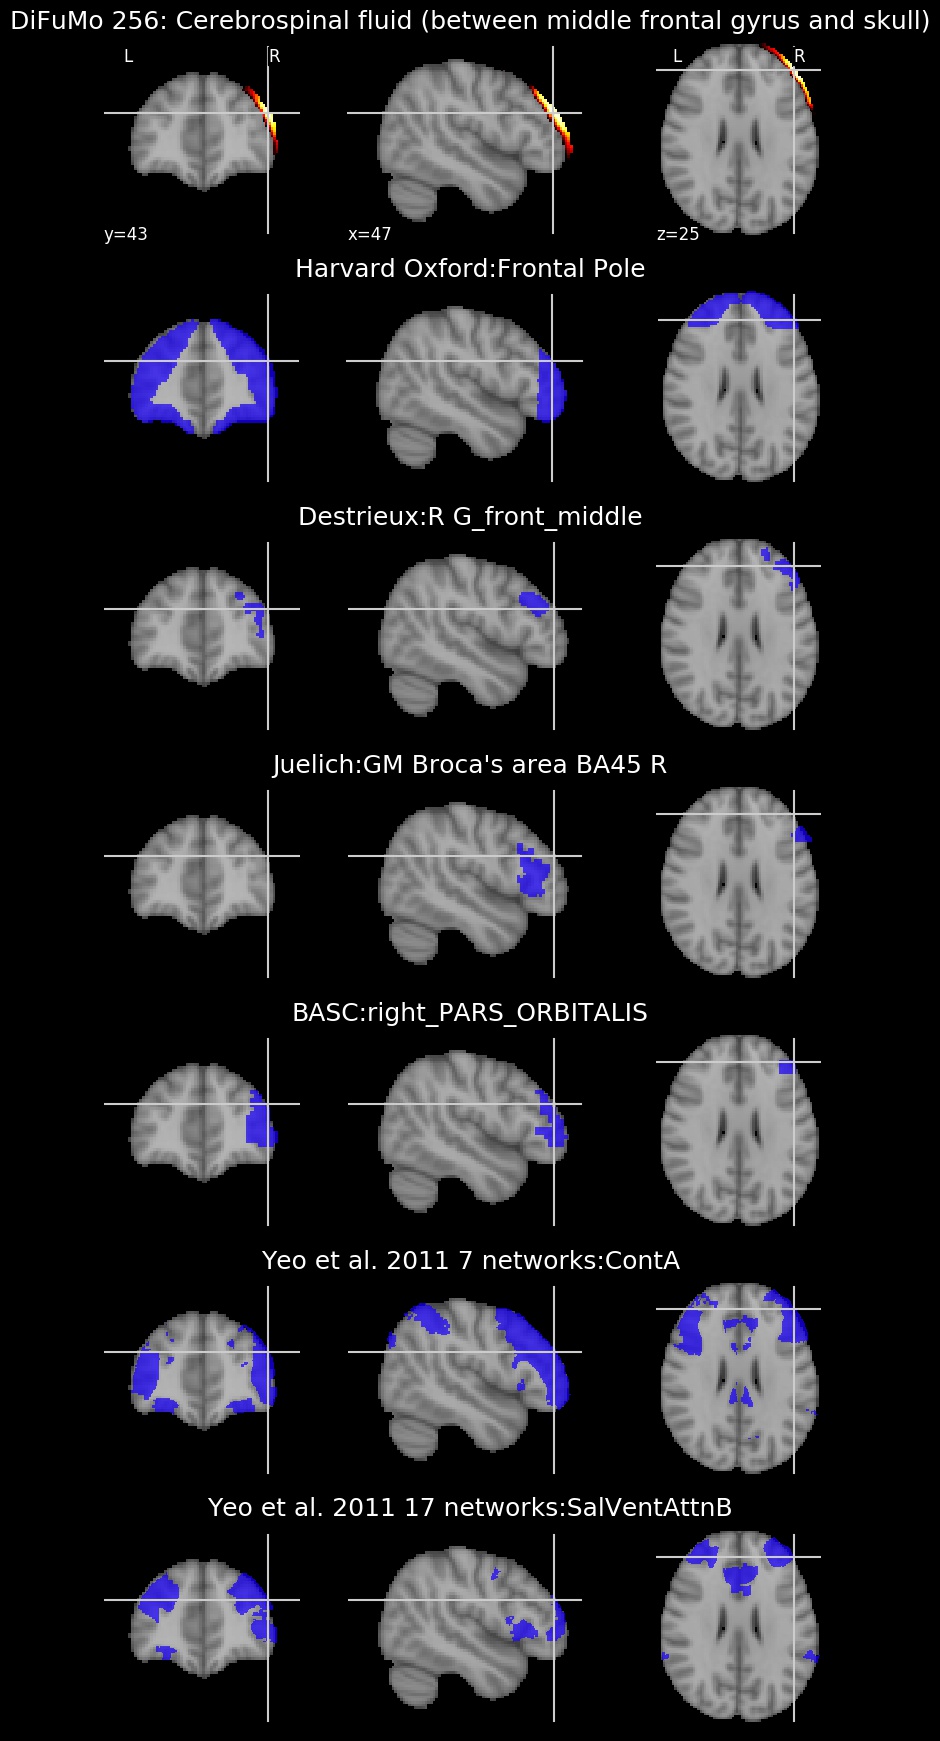 DiFuMo 256: Cerebrospinal fluid (between middle frontal gyrus and skull)
L R L R
y=43 x=47 z=25
Harvard Oxford:Frontal Pole
Destrieux:R G_front_middle
Juelich:GM Broca's area BA45 R
BASC:right_PARS_ORBITALIS
Yeo et al. 2011 7 networks:ContA
Yeo et al. 2011 17 networks:SalVentAttnB